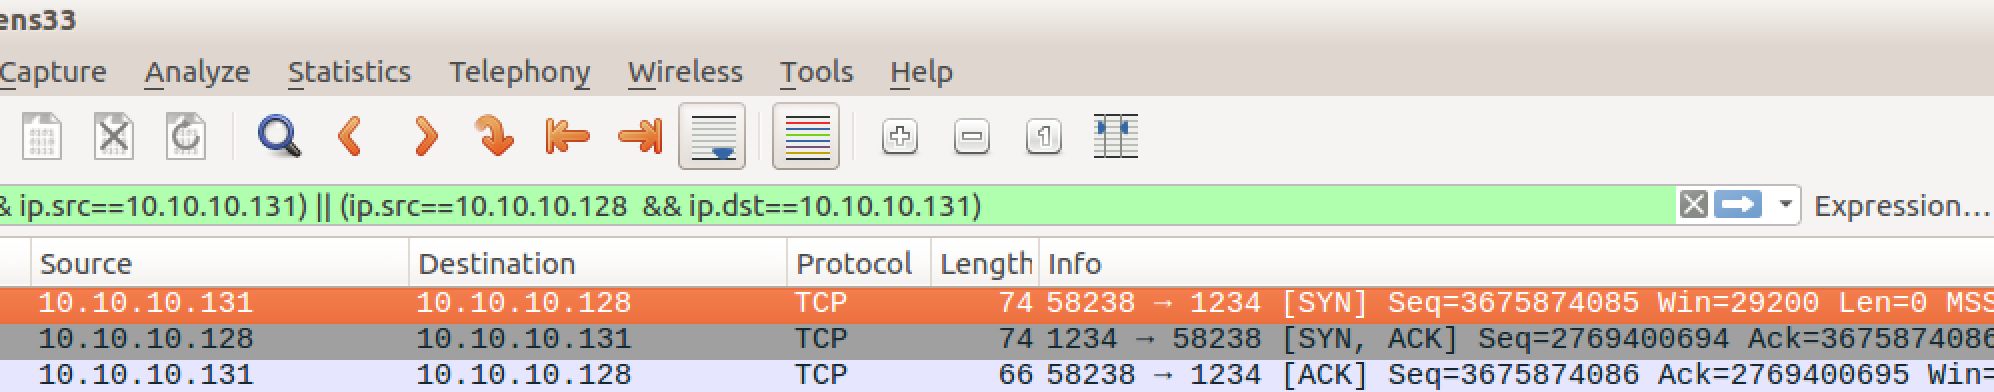 ens33
Capture Analyze Statistics Telephony Wireless Tools Help
& ip.src==10.10.10.131) || (ip.src==10.10.10.128 && ip.dst==10.10.10.131) Expression...
Source Destination Protocol Length Info
10.10.10.131 10.10.10.128 TCP 74 58238 → 1234 [SYN] Seq=3675874085 Win=29200 Len=0 MSS
10.10.10.128 10.10.10.131 TCP 74 1234 → 58238 [SYN, ACK] Seq=2769400694 Ack=3675874086
10.10.10.131 10.10.10.128 TCP 66 58238 → 1234 [ACK] Seq=3675874086 Ack=2769400695 Win=